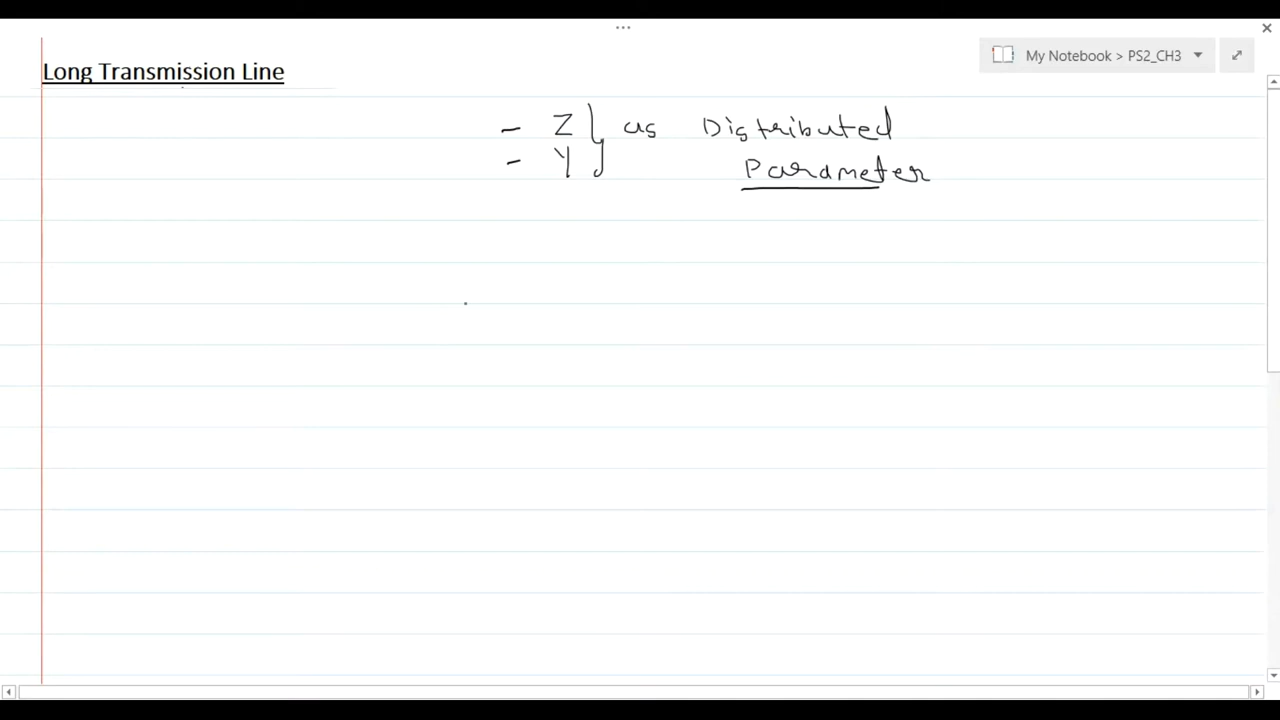 My Notebook > PS2_CH3
Long Transmission Line
- Z } as Distributed
- Y Parameter